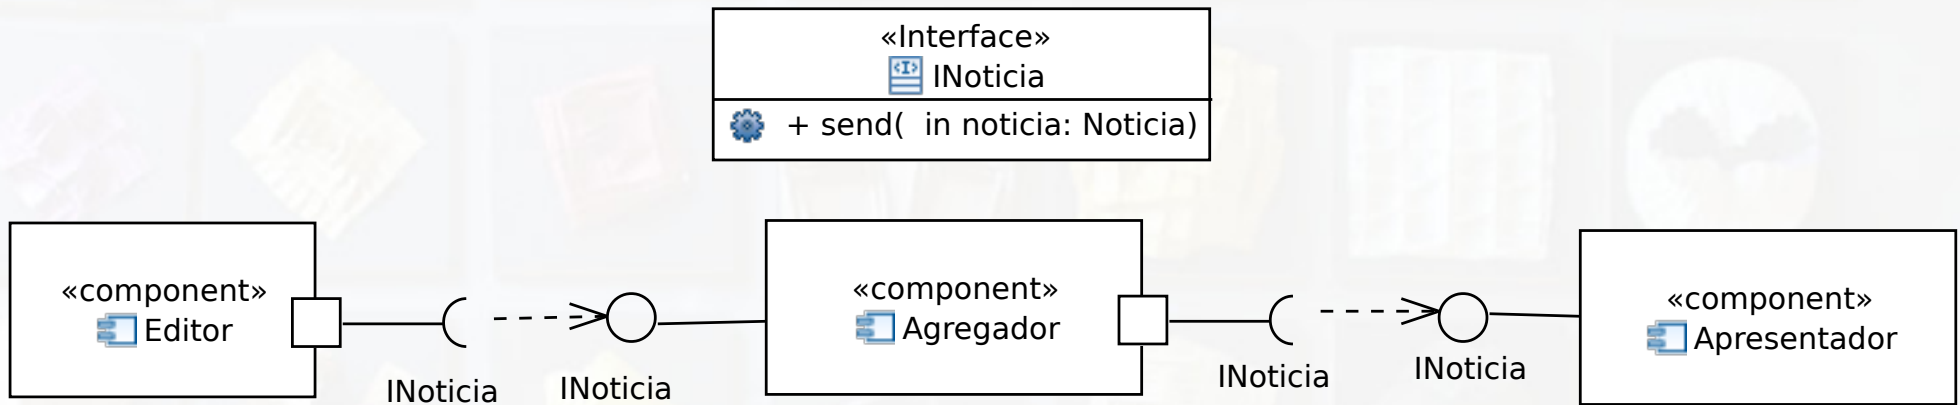 «Interface»
INoticia
+ send(  in noticia: Noticia)
«component»
Editor
INoticia
INoticia
«component»
Agregador
INoticia
INoticia
«component»
Apresentador